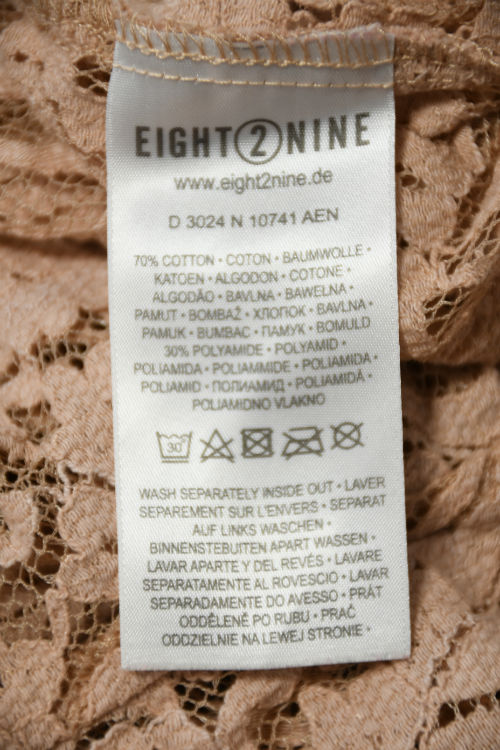 EIGHT2NINE
www.eight2nine.de
D 3024 N 10741 AEN
70% COTTON • COTON • BAUMWOLLE •
KATOEN • ALGODON • COTONE •
ALGODÃO • BAVLNA • BAWELNA •
PAMUT • BOMBAŽ • ХЛОПОК • BAVLNA •
PAMUK • BUMBAC • ПАМУК • BOMULD
30% POLYAMIDE • POLYAMID •
POLIAMIDA • POLIAMMIDE • POLIAMIDA •
POLIAMID • ПОЛИАМИД • POLIAMIDĂ •
POLIAMIDNO VLAKNO
30
WASH SEPARATELY INSIDE OUT • LAVER
SEPAREMENT SUR L'ENVERS • SEPARAT
AUF LINKS WASCHEN •
BINNENSTEBUITEN APART WASSEN •
LAVAR APARTE Y DEL REVÉS • LAVARE
SEPARATAMENTE AL ROVESCIO • LAVAR
SEPARADAMENTE DO AVESSO • PRÁT
ODDĚLENĚ PO RUBU • PRAĆ
ODDZIELNIE NA LEWEJ STRONIE •